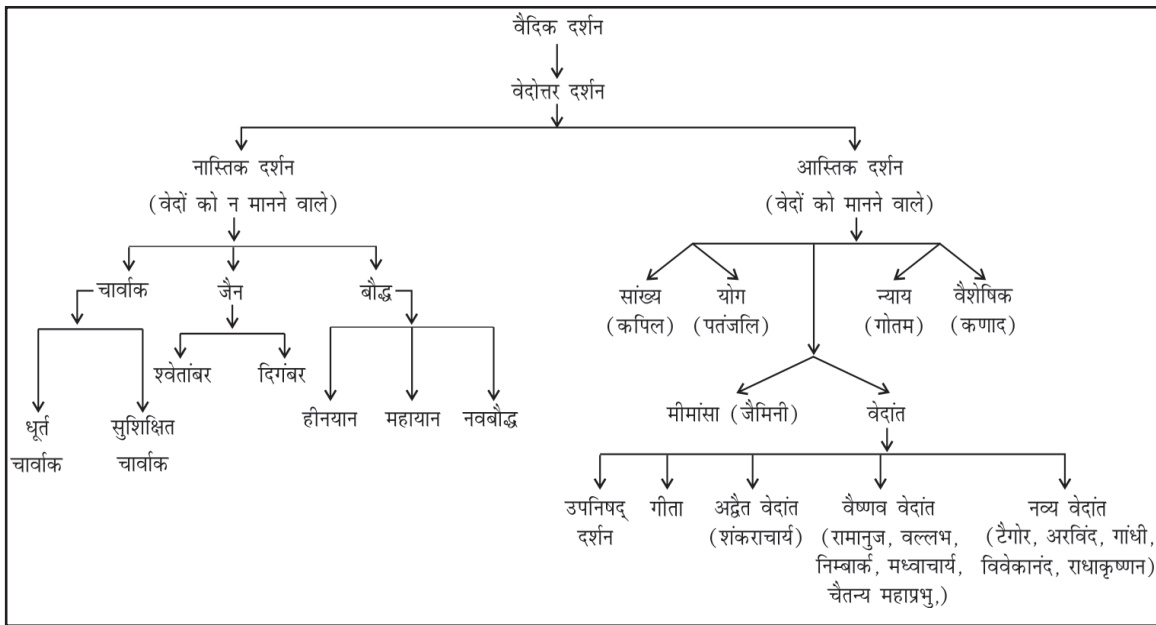 वैदिक दर्शन
वेदोत्तर दर्शन
नास्तिक दर्शन
(वेदों को न मानने वाले)
आस्तिक दर्शन
(वेदों को मानने वाले)
चार्वाक
जैन
बौद्ध
सांख्य
(कपिल)
योग
(पतंजलि)
न्याय
(गोतम)
वैशेषिक
(कणाद)
श्वेतांबर
दिगंबर
धूर्त
चार्वाक
सुशिक्षित
चार्वाक
हीनयान
महायान
नवबौद्ध
मीमांसा (जैमिनी)
वेदांत
उपनिषद्
दर्शन
गीता
अद्वैत वेदांत
(शंकराचार्य)
वैष्णव वेदांत
(रामानुज, वल्लभ,
निम्बार्क, मध्वाचार्य,
चैतन्य महाप्रभु,)
नव्य वेदांत
(टैगोर, अरविंद, गांधी,
विवेकानंद, राधाकृष्णन)